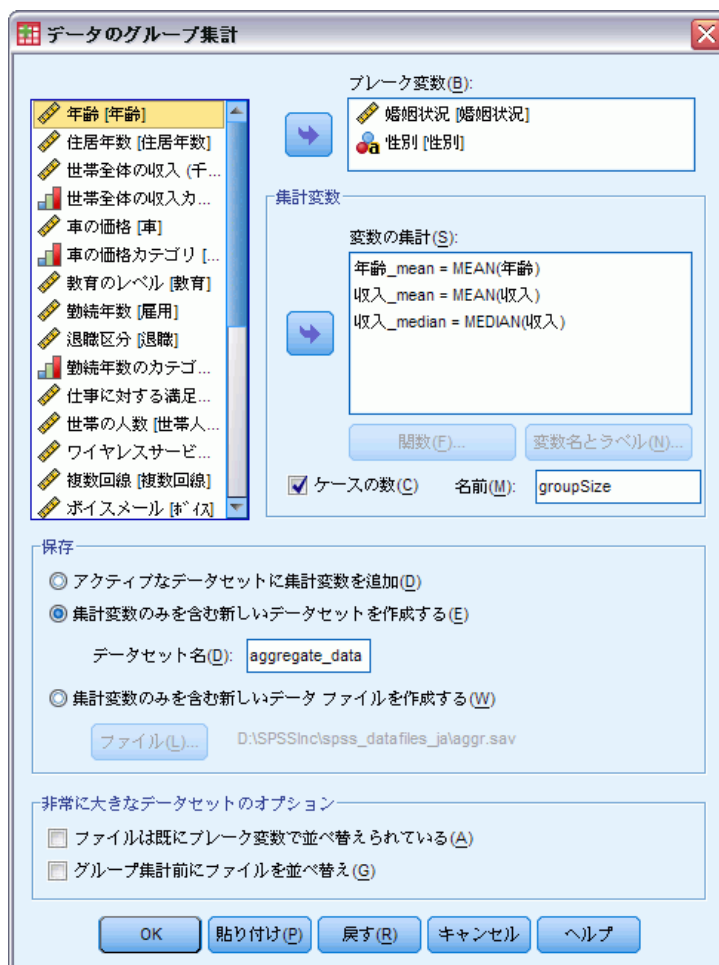 データのグループ集計
ブレーク変数(B):
年齢 [年齢]
住居年数 [住居年数]
世帯全体の収入 (千...
世帯全体の収入カ...
車の価格 [車]
車の価格カテゴリ [...
教育のレベル [教育]
勤続年数 [雇用]
退職区分 [退職]
勤続年数のカテゴ...
仕事に対する満足...
世帯の人数 [世帯人...
ワイヤレスサービ...
複数回線 [複数回線]
ボイスメール [ボイス]
婚姻状況 [婚姻状況]
a 性別 [性別]
集計変数
変数の集計(S):
年齢_mean = MEAN(年齢)
収入_mean = MEAN(収入)
収入_median = MEDIAN(収入)
関数(F)... 変数名とラベル(N)...
ケースの数(C) 名前(M): groupSize
保存
アクティブなデータセットに集計変数を追加(D)
集計変数のみを含む新しいデータセットを作成する(E)
データセット名(D): aggregate_data
集計変数のみを含む新しいデータ ファイルを作成する(W)
ファイル(L)... D:\SPSSInc\spss_datafiles_ja\aggr.sav
非常に大きなデータセットのオプション
ファイルは既にブレーク変数で並べ替えられている(A)
グループ集計前にファイルを並べ替え(G)
OK 貼り付け(P) 戻す(R) キャンセル ヘルプ